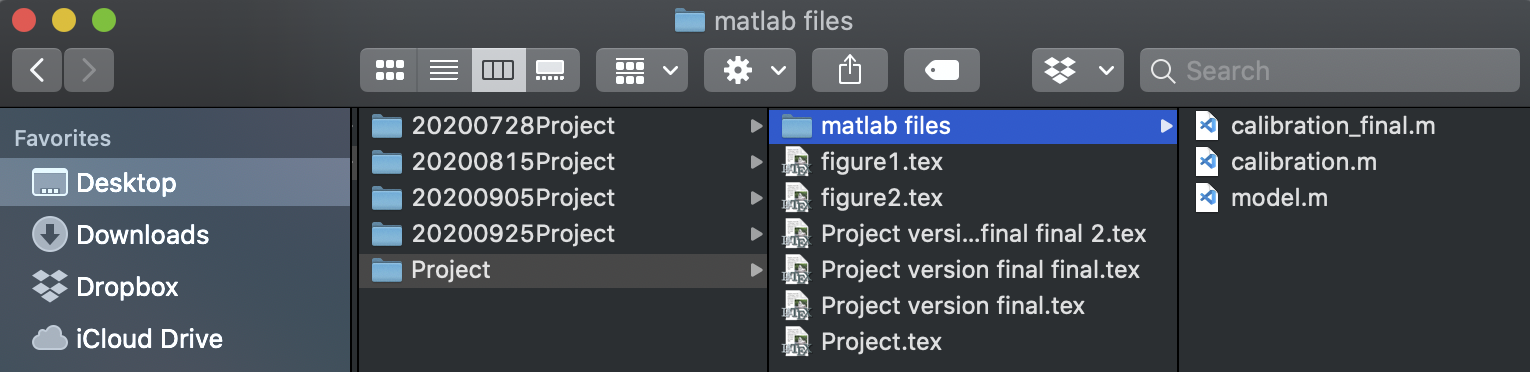 matlab files
Search
Favorites
Desktop
Downloads
Dropbox
iCloud Drive
20200728Project
20200815Project
20200905Project
20200925Project
Project
matlab files
figure1.tex
figure2.tex
Project versi...final final 2.tex
Project version final final.tex
Project version final.tex
Project.tex
calibration_final.m
calibration.m
model.m